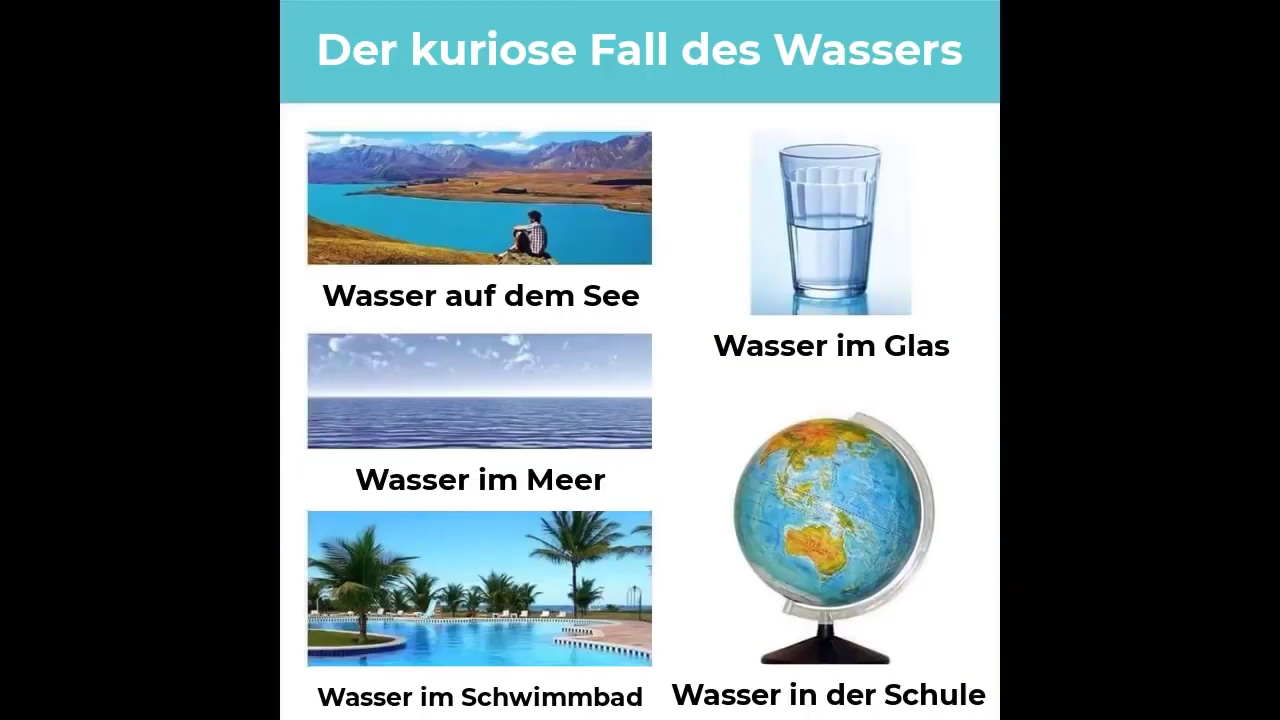 Der kuriose Fall des Wassers
Wasser auf dem See
Wasser im Meer
Wasser im Schwimmbad
Wasser im Glas
Wasser in der Schule